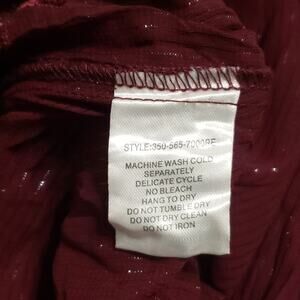 STYLE:350-565-7000PF
MACHINE WASH COLD
SEPARATELY
DELICATE CYCLE
NO BLEACH
HANG TO DRY
DO NOT TUMBLE DRY
DO NOT DRY CLEAN
DO NOT IRON